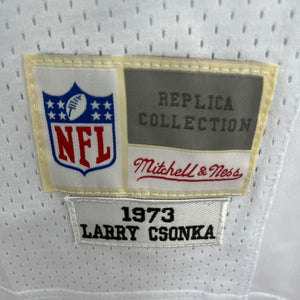 NFL
REPLICA
COLLECTION
Mitchell & Ness
1973
LARRY CSONKA